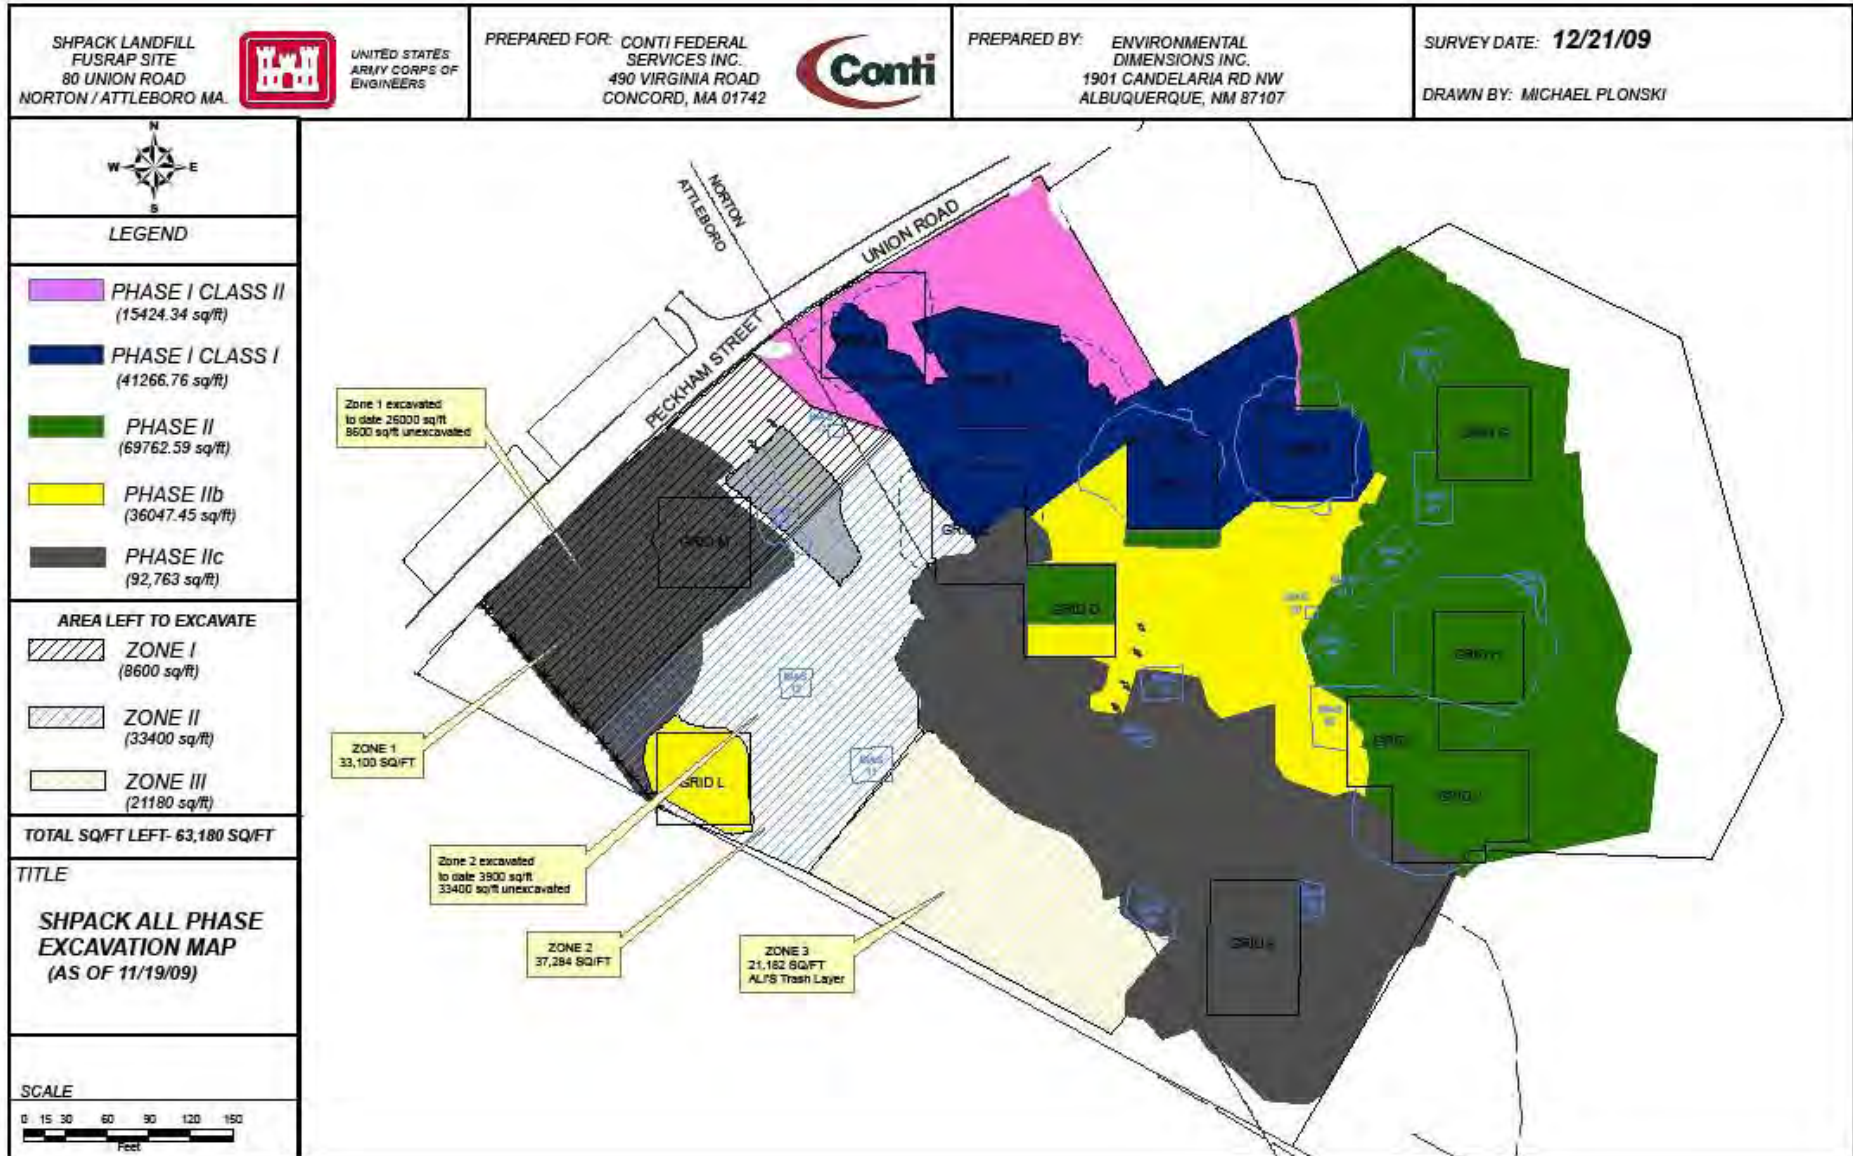 SHPACK LANDFILL
FUSRAP SITE
80 UNION ROAD
NORTON / ATTLEBORO MA.
UNITED STATES
ARMY CORPS OF
ENGINEERS
PREPARED FOR: CONTI FEDERAL
SERVICES INC.
490 VIRGINIA ROAD
CONCORD, MA 01742
Conti
PREPARED BY: ENVIRONMENTAL
DIMENSIONS INC.
1901 CANDELARIA RD NW
ALBUQUERQUE, NM 87107
SURVEY DATE: 12/21/09
DRAWN BY: MICHAEL PLONSKI
N
W E
S
LEGEND
PHASE I CLASS II
(15424.34 sq/ft)
PHASE I CLASS I
(41266.76 sq/ft)
PHASE II
(69762.59 sq/ft)
PHASE IIb
(36047.45 sq/ft)
PHASE IIc
(92,763 sq/ft)
AREA LEFT TO EXCAVATE
ZONE I
(8600 sq/ft)
ZONE II
(33400 sq/ft)
ZONE III
(21180 sq/ft)
TOTAL SQ/FT LEFT- 63,180 SQ/FT
TITLE
SHPACK ALL PHASE
EXCAVATION MAP
(AS OF 11/19/09)
SCALE
0 15 30 60 90 120 150
Feet
NORTON
ATTLEBORO
UNION ROAD
PECKHAM STREET
Zone 1 excavated
to date 26000 sq/ft
8600 sq/ft unexcavated
GRID M
GRID D
GRID H
ZONE 1
33,100 SQ/FT
GRID L
Zone 2 excavated
to date 3900 sq/ft
33400 sq/ft unexcavated
ZONE 2
37,284 SQ/FT
ZONE 3
21,182 SQ/FT
ALI'S Trash Layer